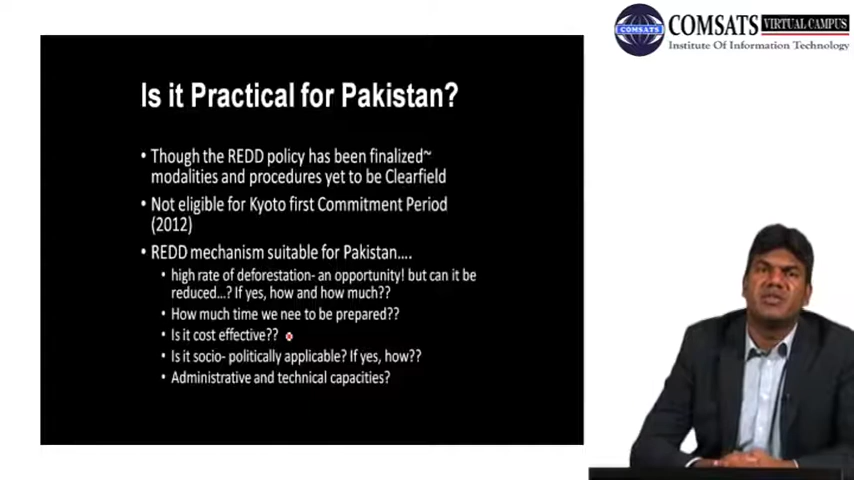 COMSATS VIRTUAL CAMPUS
COMSATS
Institute Of Information Technology
Is it Practical for Pakistan?
• Though the REDD policy has been finalized~
modalities and procedures yet to be Clearfield
• Not eligible for Kyoto first Commitment Period
(2012)
• REDD mechanism suitable for Pakistan....
• high rate of deforestation- an opportunity! but can it be
reduced...? If yes, how and how much??
• How much time we nee to be prepared??
• Is it cost effective??
• Is it socio- politically applicable? If yes, how??
• Administrative and technical capacities?